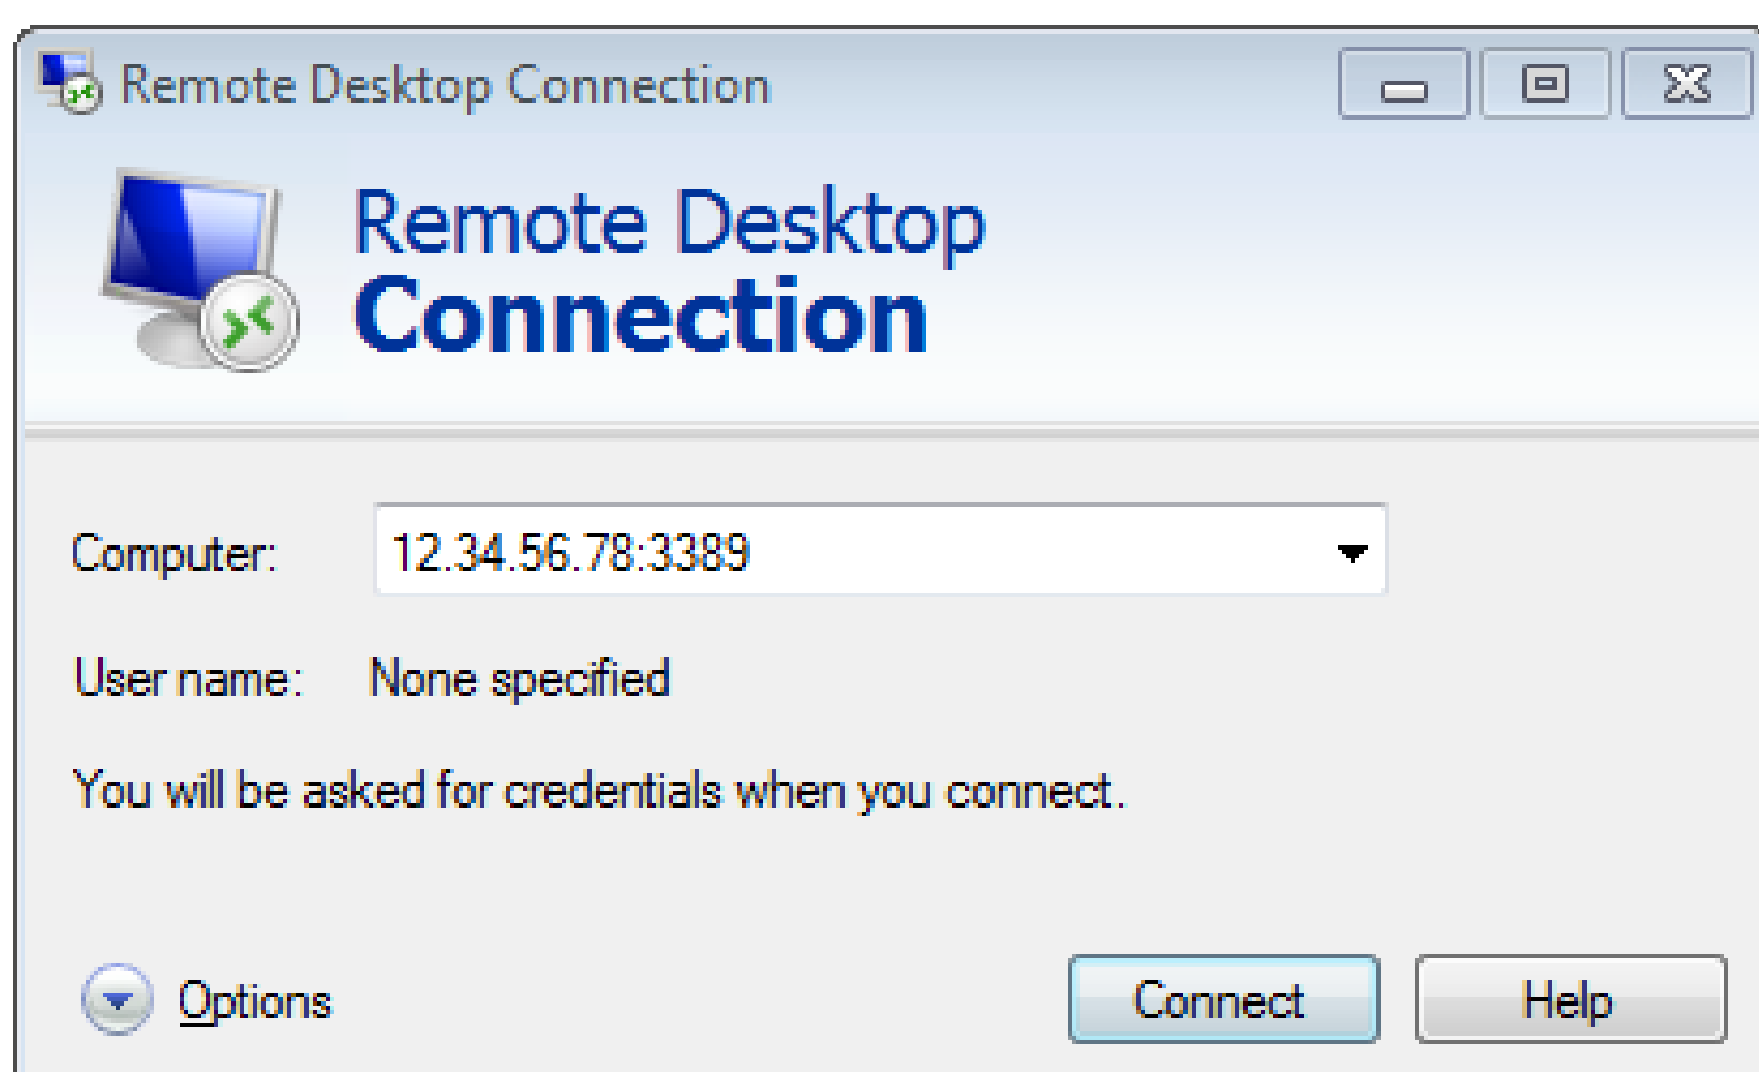 Remote Desktop Connection
Remote Desktop
Connection
Computer: 12.34.56.78:3389
User name: None specified
You will be asked for credentials when you connect.
Options Connect Help